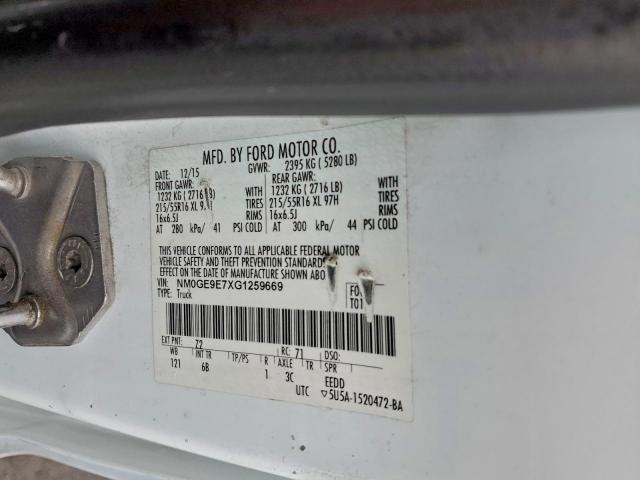 MFD. BY FORD MOTOR CO.
DATE: 12/15 GVWR: 2395 KG ( 5280 LB)
FRONT GAWR: REAR GAWR:
1232 KG ( 2716 WITH 1232 KG ( 2716 LB) WITH
215/55R16 XL TIRES 215/55R16 XL 97H TIRES
16x6.5J RIMS 16x6.5J RIMS
AT 280 kPa/ 41 PSI COLD AT 300 kPa/ 44 PSI COLD
THIS VEHICLE CONFORMS TO ALL APPLICABLE FEDERAL MOTOR
VEHICLE SAFETY AND THEFT PREVENTION STANDARDS
EFFECT ON THE DATE OF MANUFACTURE SHOWN
VIN: NM0GE9E7XG1259669
TYPE: Truck
T01
EXT PNT: Z2 RC: 71 DSO:
WB INT TR TP/PS R AXLE TR SPR
121 6B 1 3C EEDD
UTC ▽5U5A-1520472-BA